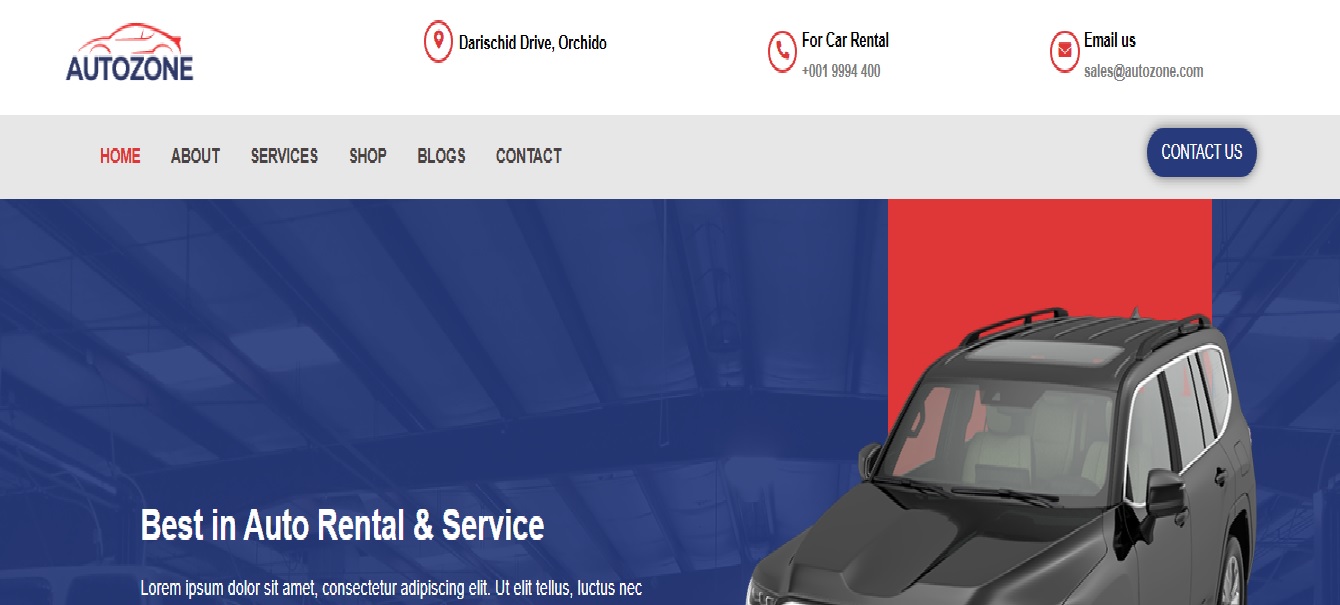 AUTOZONE
Darischid Drive, Orchido
For Car Rental
+001 9994 400
Email us
sales@autozone.com
HOME ABOUT SERVICES SHOP BLOGS CONTACT
CONTACT US
Best in Auto Rental & Service
Lorem ipsum dolor sit amet, consectetur adipiscing elit. Ut elit tellus, luctus nec